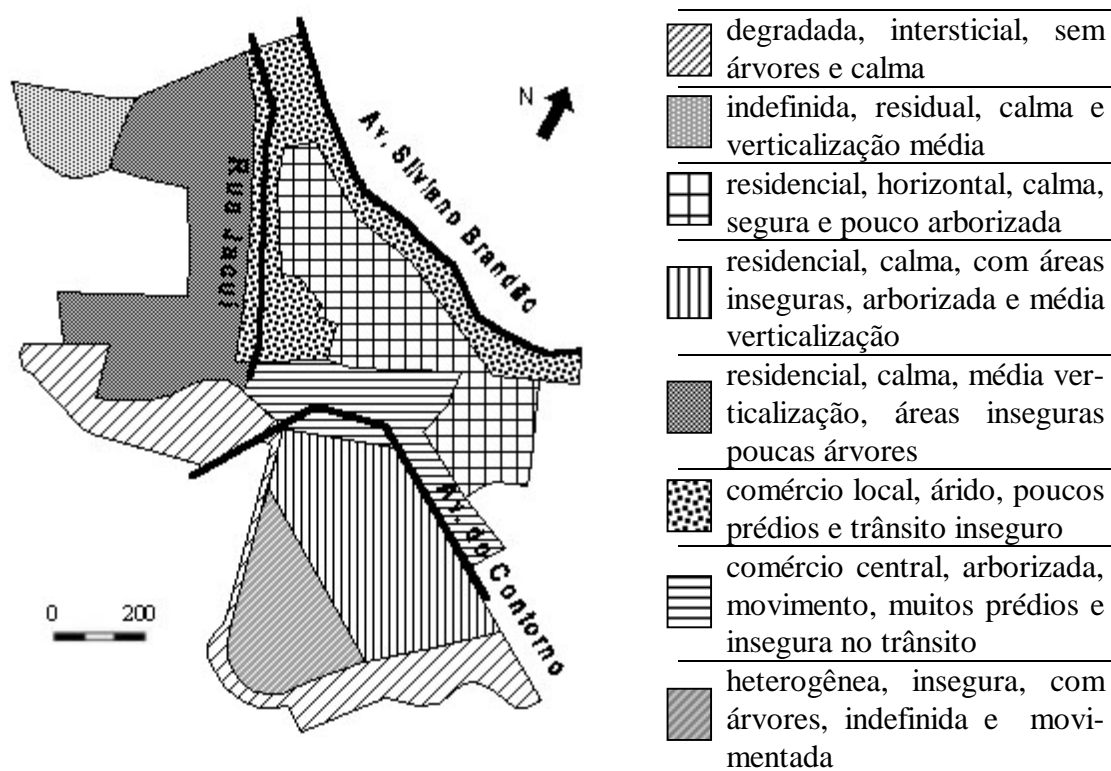 N
Av. Silviano Brandão
Rua Jacuí
Av. do Contorno
0 200
degradada, intersticial, sem
árvores e calma
indefinida, residual, calma e
verticalização média
residencial, horizontal, calma,
segura e pouco arborizada
residencial, calma, com áreas
inseguras, arborizada e média
verticalização
residencial, calma, média ver-
ticalização, áreas inseguras
poucas árvores
comércio local, árido, poucos
prédios e trânsito inseguro
comércio central, arborizada,
movimento, muitos prédios e
insegura no trânsito
heterogênea, insegura, com
árvores, indefinida e movi-
mentada